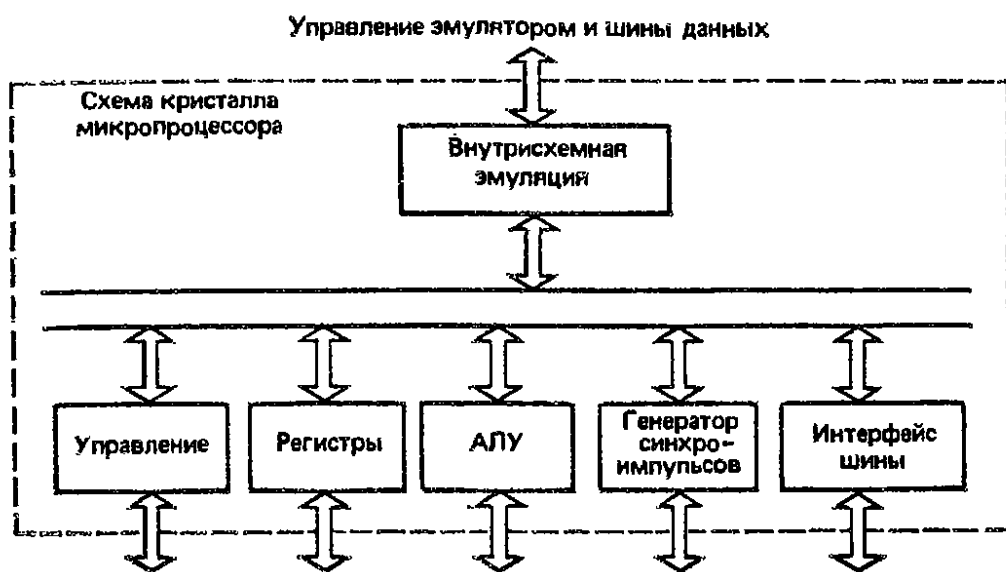 Управление эмулятором и шины данных
Схема кристалла
микропроцессора
Внутрисхемная
эмуляция
Управление
Регистры
АЛУ
Генератор
синхро-
импульсов
Интерфейс
шины